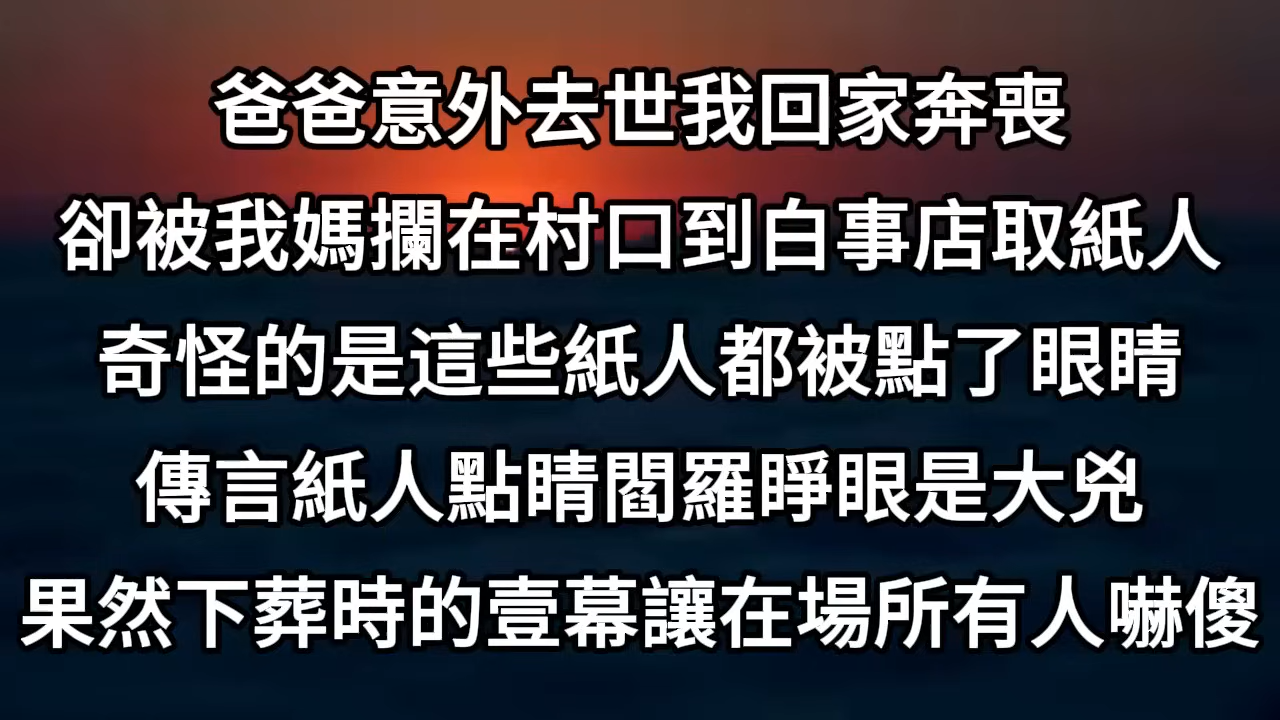 爸爸意外去世我回家奔喪
卻被我媽攔在村口到白事店取紙人
奇怪的是這些紙人都被點了眼睛
傳言紙人點睛閻羅睜眼是大兇
果然下葬時的壹幕讓在場所有人嚇傻